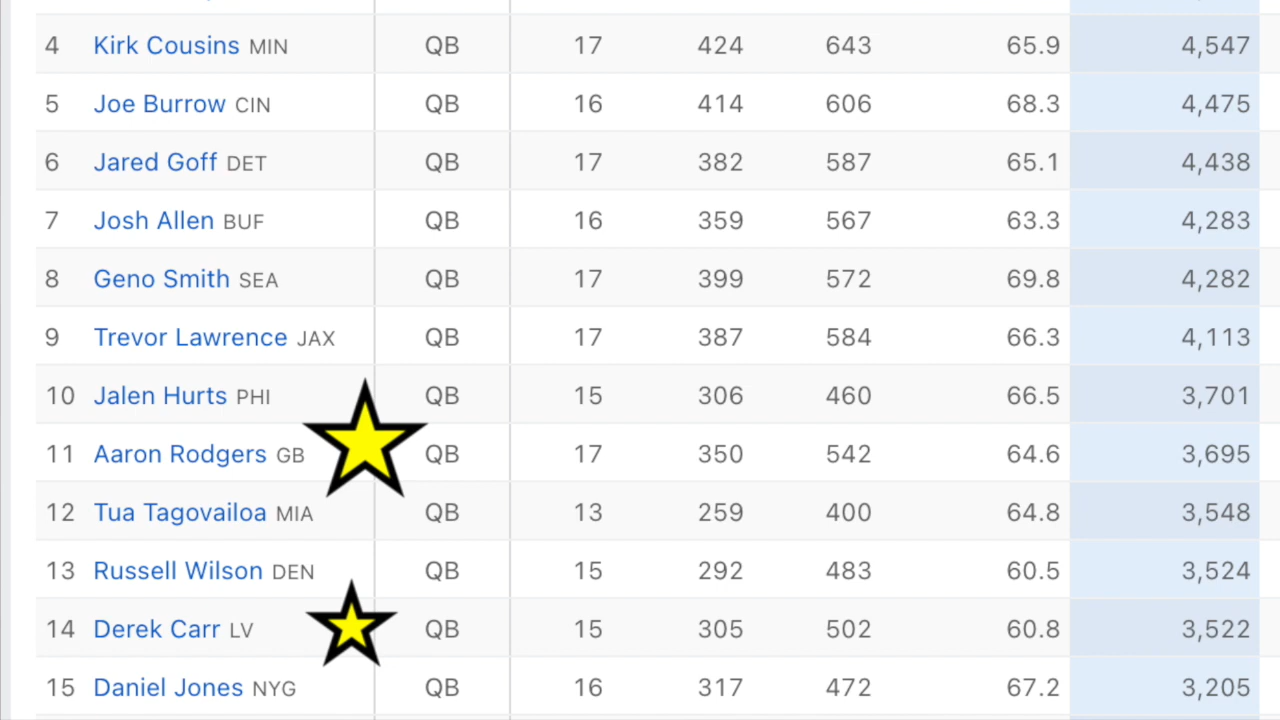 4 Kirk Cousins MIN QB 17 424 643 65.9 4,547
5 Joe Burrow CIN QB 16 414 606 68.3 4,475
6 Jared Goff DET QB 17 382 587 65.1 4,438
7 Josh Allen BUF QB 16 359 567 63.3 4,283
8 Geno Smith SEA QB 17 399 572 69.8 4,282
9 Trevor Lawrence JAX QB 17 387 584 66.3 4,113
10 Jalen Hurts PHI QB 15 306 460 66.5 3,701
11 Aaron Rodgers GB QB 17 350 542 64.6 3,695
12 Tua Tagovailoa MIA QB 13 259 400 64.8 3,548
13 Russell Wilson DEN QB 15 292 483 60.5 3,524
14 Derek Carr LV QB 15 305 502 60.8 3,522
15 Daniel Jones NYG QB 16 317 472 67.2 3,205